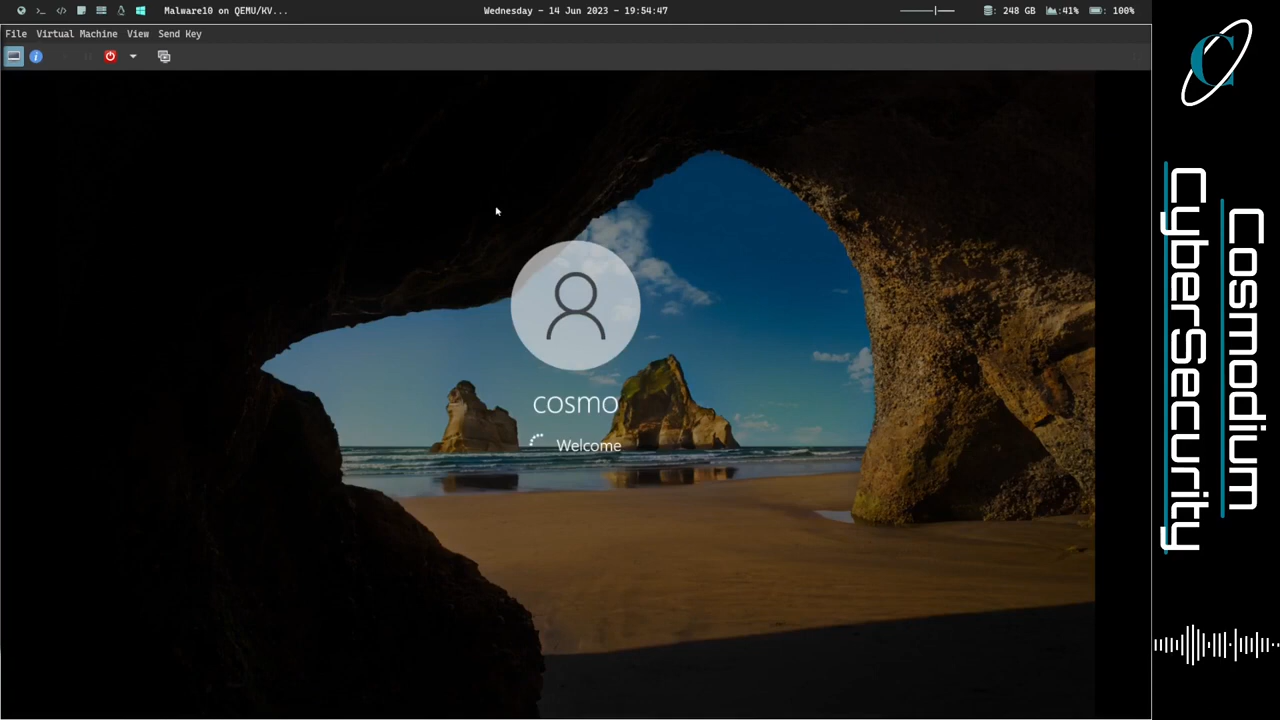 Malware10 on QEMU/KV...
Wednesday - 14 Jun 2023 - 19:54:47
248 GB
41%
100%
File Virtual Machine View Send Key
cosmo
Welcome
C
Cosmodium
CyberSecurity